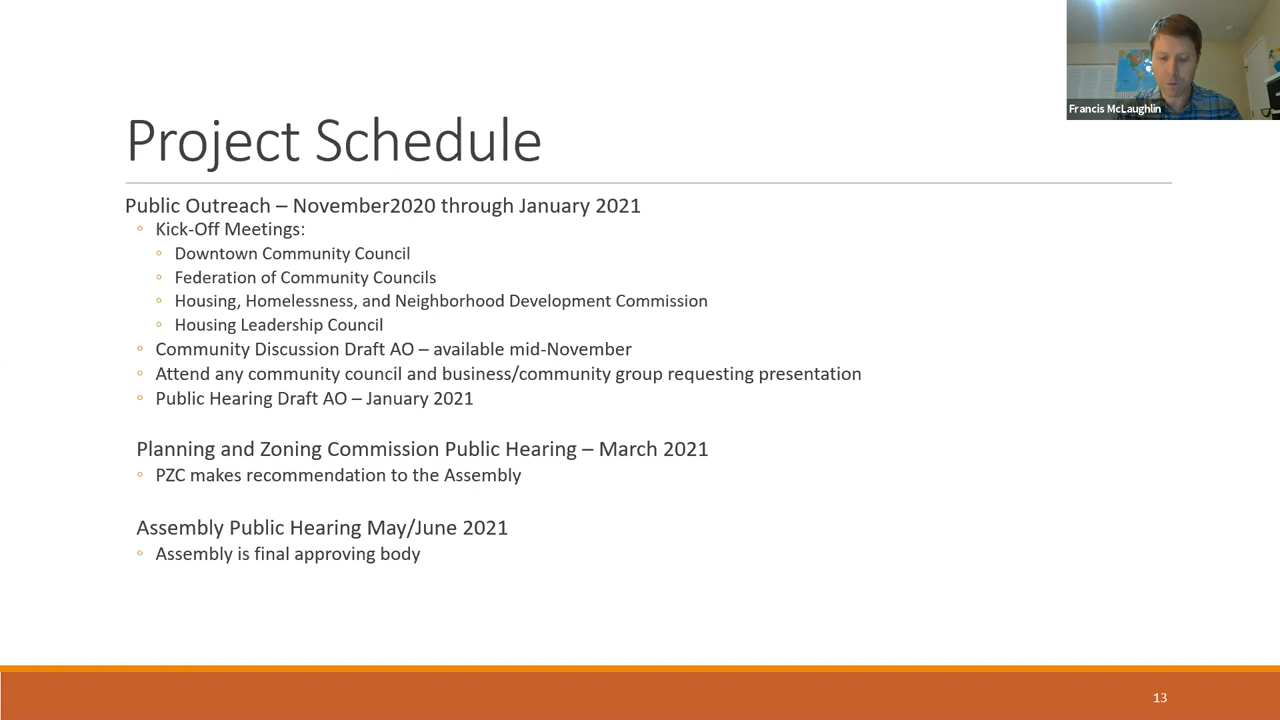 Francis McLaughlin
Project Schedule
Public Outreach – November2020 through January 2021
◦ Kick-Off Meetings:
◦ Downtown Community Council
◦ Federation of Community Councils
◦ Housing, Homelessness, and Neighborhood Development Commission
◦ Housing Leadership Council
◦ Community Discussion Draft AO – available mid-November
◦ Attend any community council and business/community group requesting presentation
◦ Public Hearing Draft AO – January 2021
Planning and Zoning Commission Public Hearing – March 2021
◦ PZC makes recommendation to the Assembly
Assembly Public Hearing May/June 2021
◦ Assembly is final approving body
13